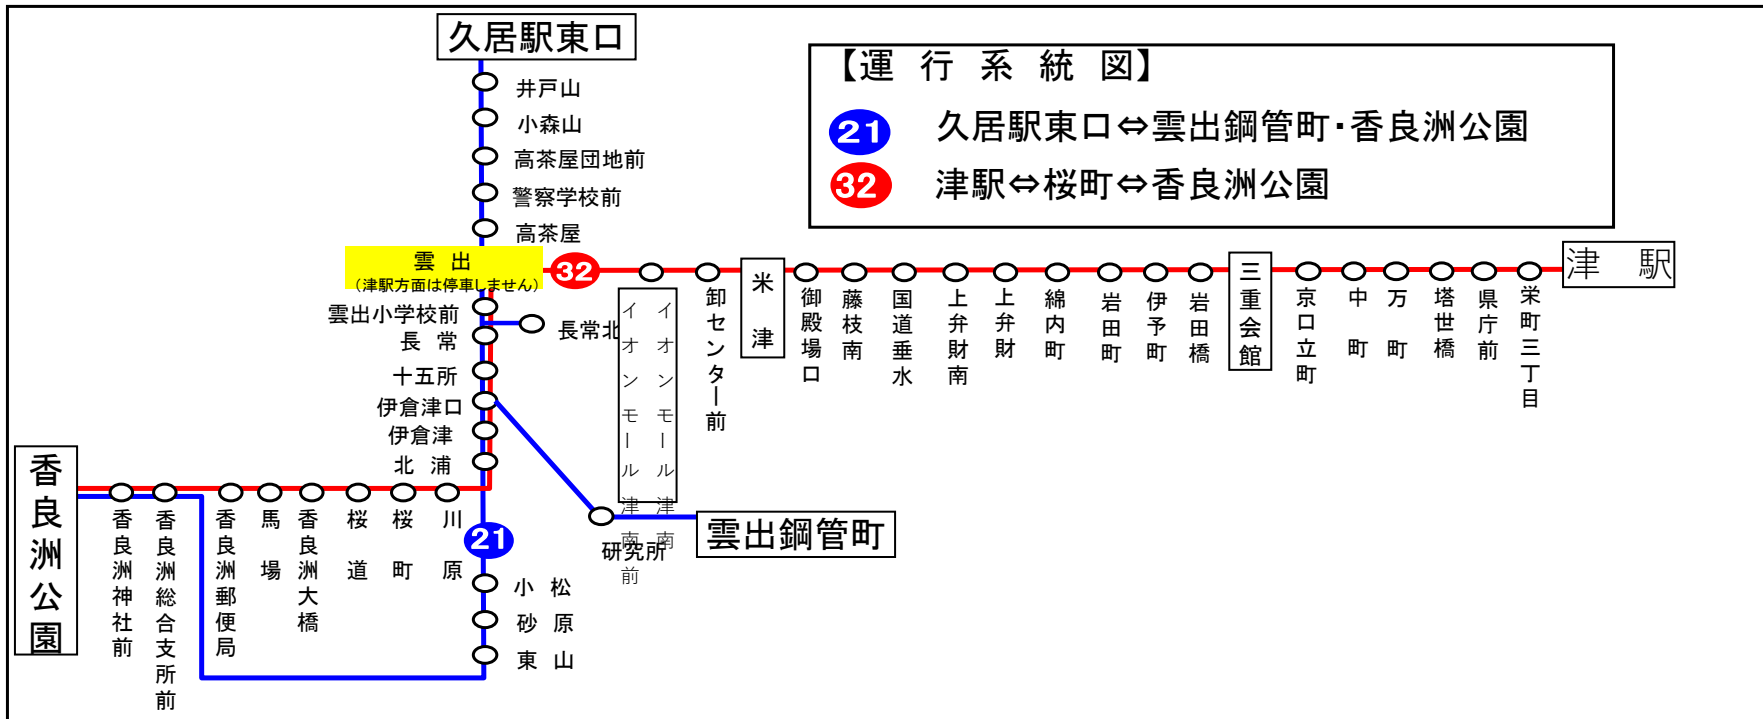 久居駅東口
【運 行 系 統 図】
21 久居駅東口⇔雲出鋼管町・香良洲公園
32 津駅⇔桜町⇔香良洲公園
井戸山
小森山
高茶屋団地前
警察学校前
高茶屋
雲 出
（津駅方面は停車しません）
32
イオンモール津南
イオンモール津南前
卸センター前
米 津
御殿場口
藤枝南
国道垂水
上弁財南
上弁財
綿内町
岩田町
伊予町
岩田橋
三重会館
京口立町
中 町
万 町
塔世橋
県庁前
栄町三丁目
津 駅
雲出小学校前
長常北
長 常
十五所
伊倉津口
伊倉津
北 浦
研究所
雲出鋼管町
香良洲公園
香良洲神社前
香良洲総合支所前
香良洲郵便局
馬 場
香良洲大橋
桜 道
桜 町
川 原
21
小 松
砂 原
東 山